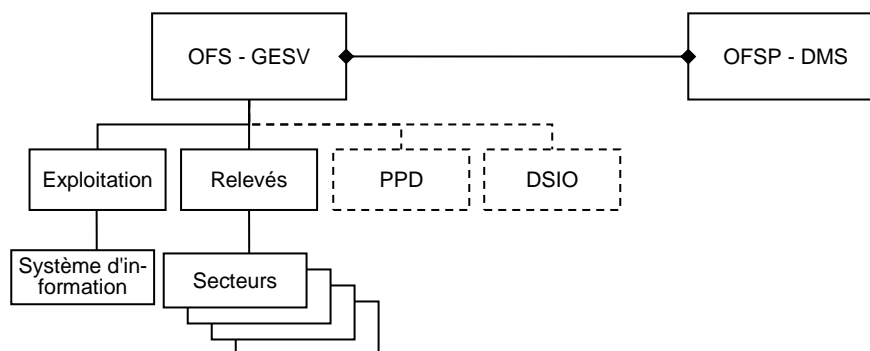 OFS - GESV
OFSP - DMS
Exploitation
Relevés
PPD
DSIO
Système d'in-
formation
Secteurs